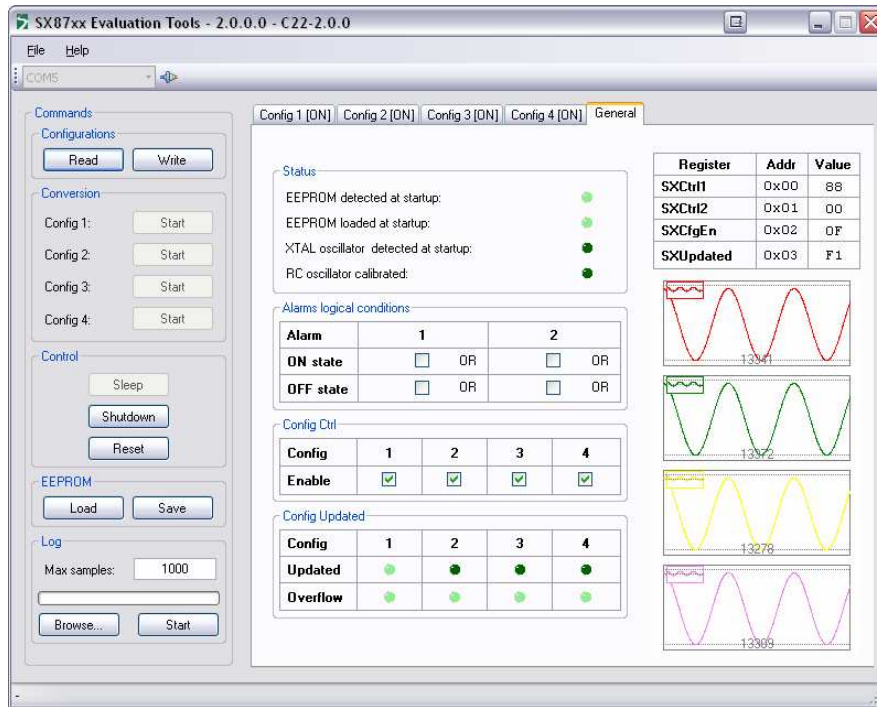 SX87xx Evaluation Tools - 2.0.0.0 - C22-2.0.0
File Help
COM5
Commands
Configurations
Read Write
Conversion
Config 1: Start
Config 2: Start
Config 3: Start
Config 4: Start
Control
Sleep
Shutdown
Reset
EEPROM
Load Save
Log
Max samples: 1000
Browse... Start
Config 1 [ON] Config 2 [ON] Config 3 [ON] Config 4 [ON] General
Status
EEPROM detected at startup:
EEPROM loaded at startup:
XTAL oscillator detected at startup:
RC oscillator calibrated:
Alarms logical conditions
Alarm 1 2
ON state OR OR
OFF state OR OR
Config Ctrl
Config 1 2 3 4
Enable
Config Updated
Config 1 2 3 4
Updated
Overflow
Register Addr Value
SXCtrl1 0x00 88
SXCtrl2 0x01 00
SXCfgEn 0x02 0F
SXUpdated 0x03 F1
13341
13372
13278
13309
-